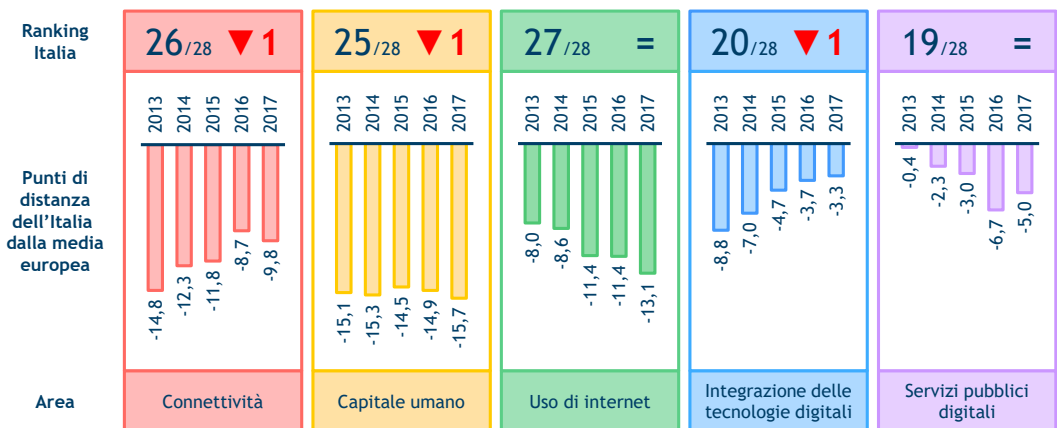 Ranking
Italia
26/28 ▼ 1
25/28 ▼ 1
27/28 =
20/28 ▼ 1
19/28 =
2013 2014 2015 2016 2017
2013 2014 2015 2016 2017
2013 2014 2015 2016 2017
2013 2014 2015 2016 2017
2013 2014 2015 2016 2017
Punti di
distanza
dell'Italia
dalla media
europea
-14,8 -12,3 -11,8 -8,7 -9,8
-15,1 -15,3 -14,5 -14,9 -15,7
-8,0 -8,6 -11,4 -11,4 -13,1
-8,8 -7,0 -4,7 -3,7 -3,3
-0,4 -2,3 -3,0 -6,7 -5,0
Area
Connettività
Capitale umano
Uso di internet
Integrazione delle
tecnologie digitali
Servizi pubblici
digitali